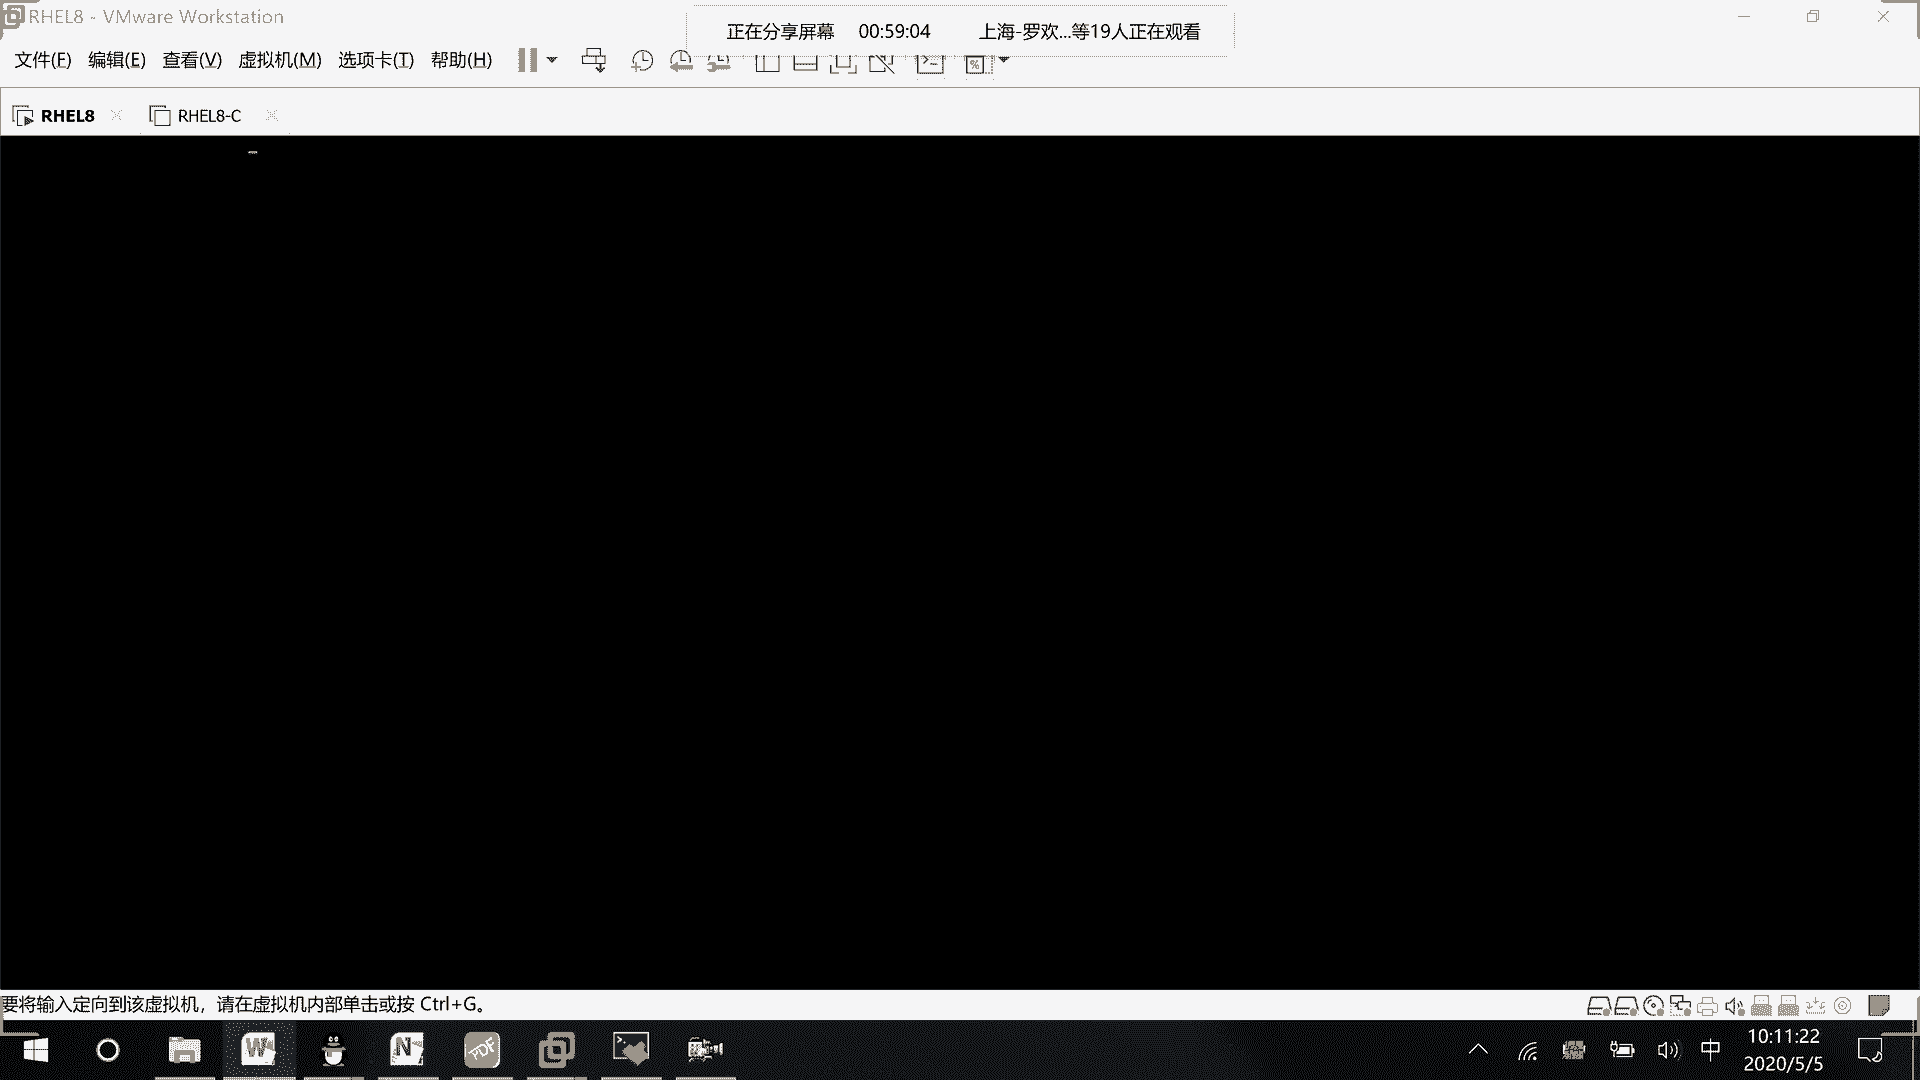 RHEL8 - VMware Workstation
正在分享屏幕 00:59:04 上海-罗欢...等19人正在观看
文件(F) 编辑(E) 查看(V) 虚拟机(M) 选项卡(T) 帮助(H)
RHEL8 RHEL8-C
要将输入定向到该虚拟机，请在虚拟机内部单击或按 Ctrl+G。
W N PDF 中 10:11:22
2020/5/5